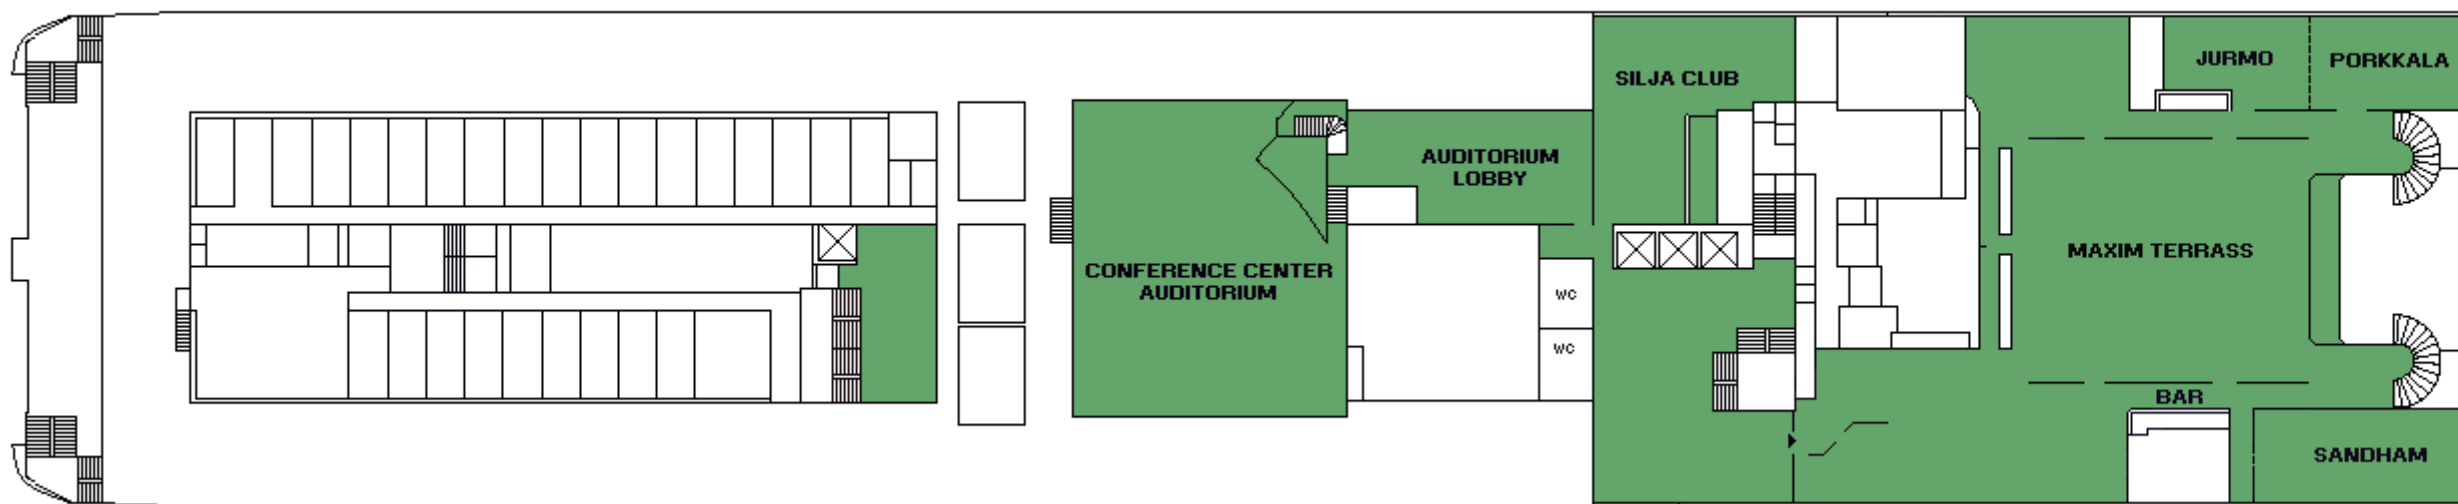 JURMO
PORKKALA
SILJA CLUB
AUDITORIUM
LOBBY
MAXIM TERRASS
CONFERENCE CENTER
AUDITORIUM
WC
WC
BAR
SANDHAM